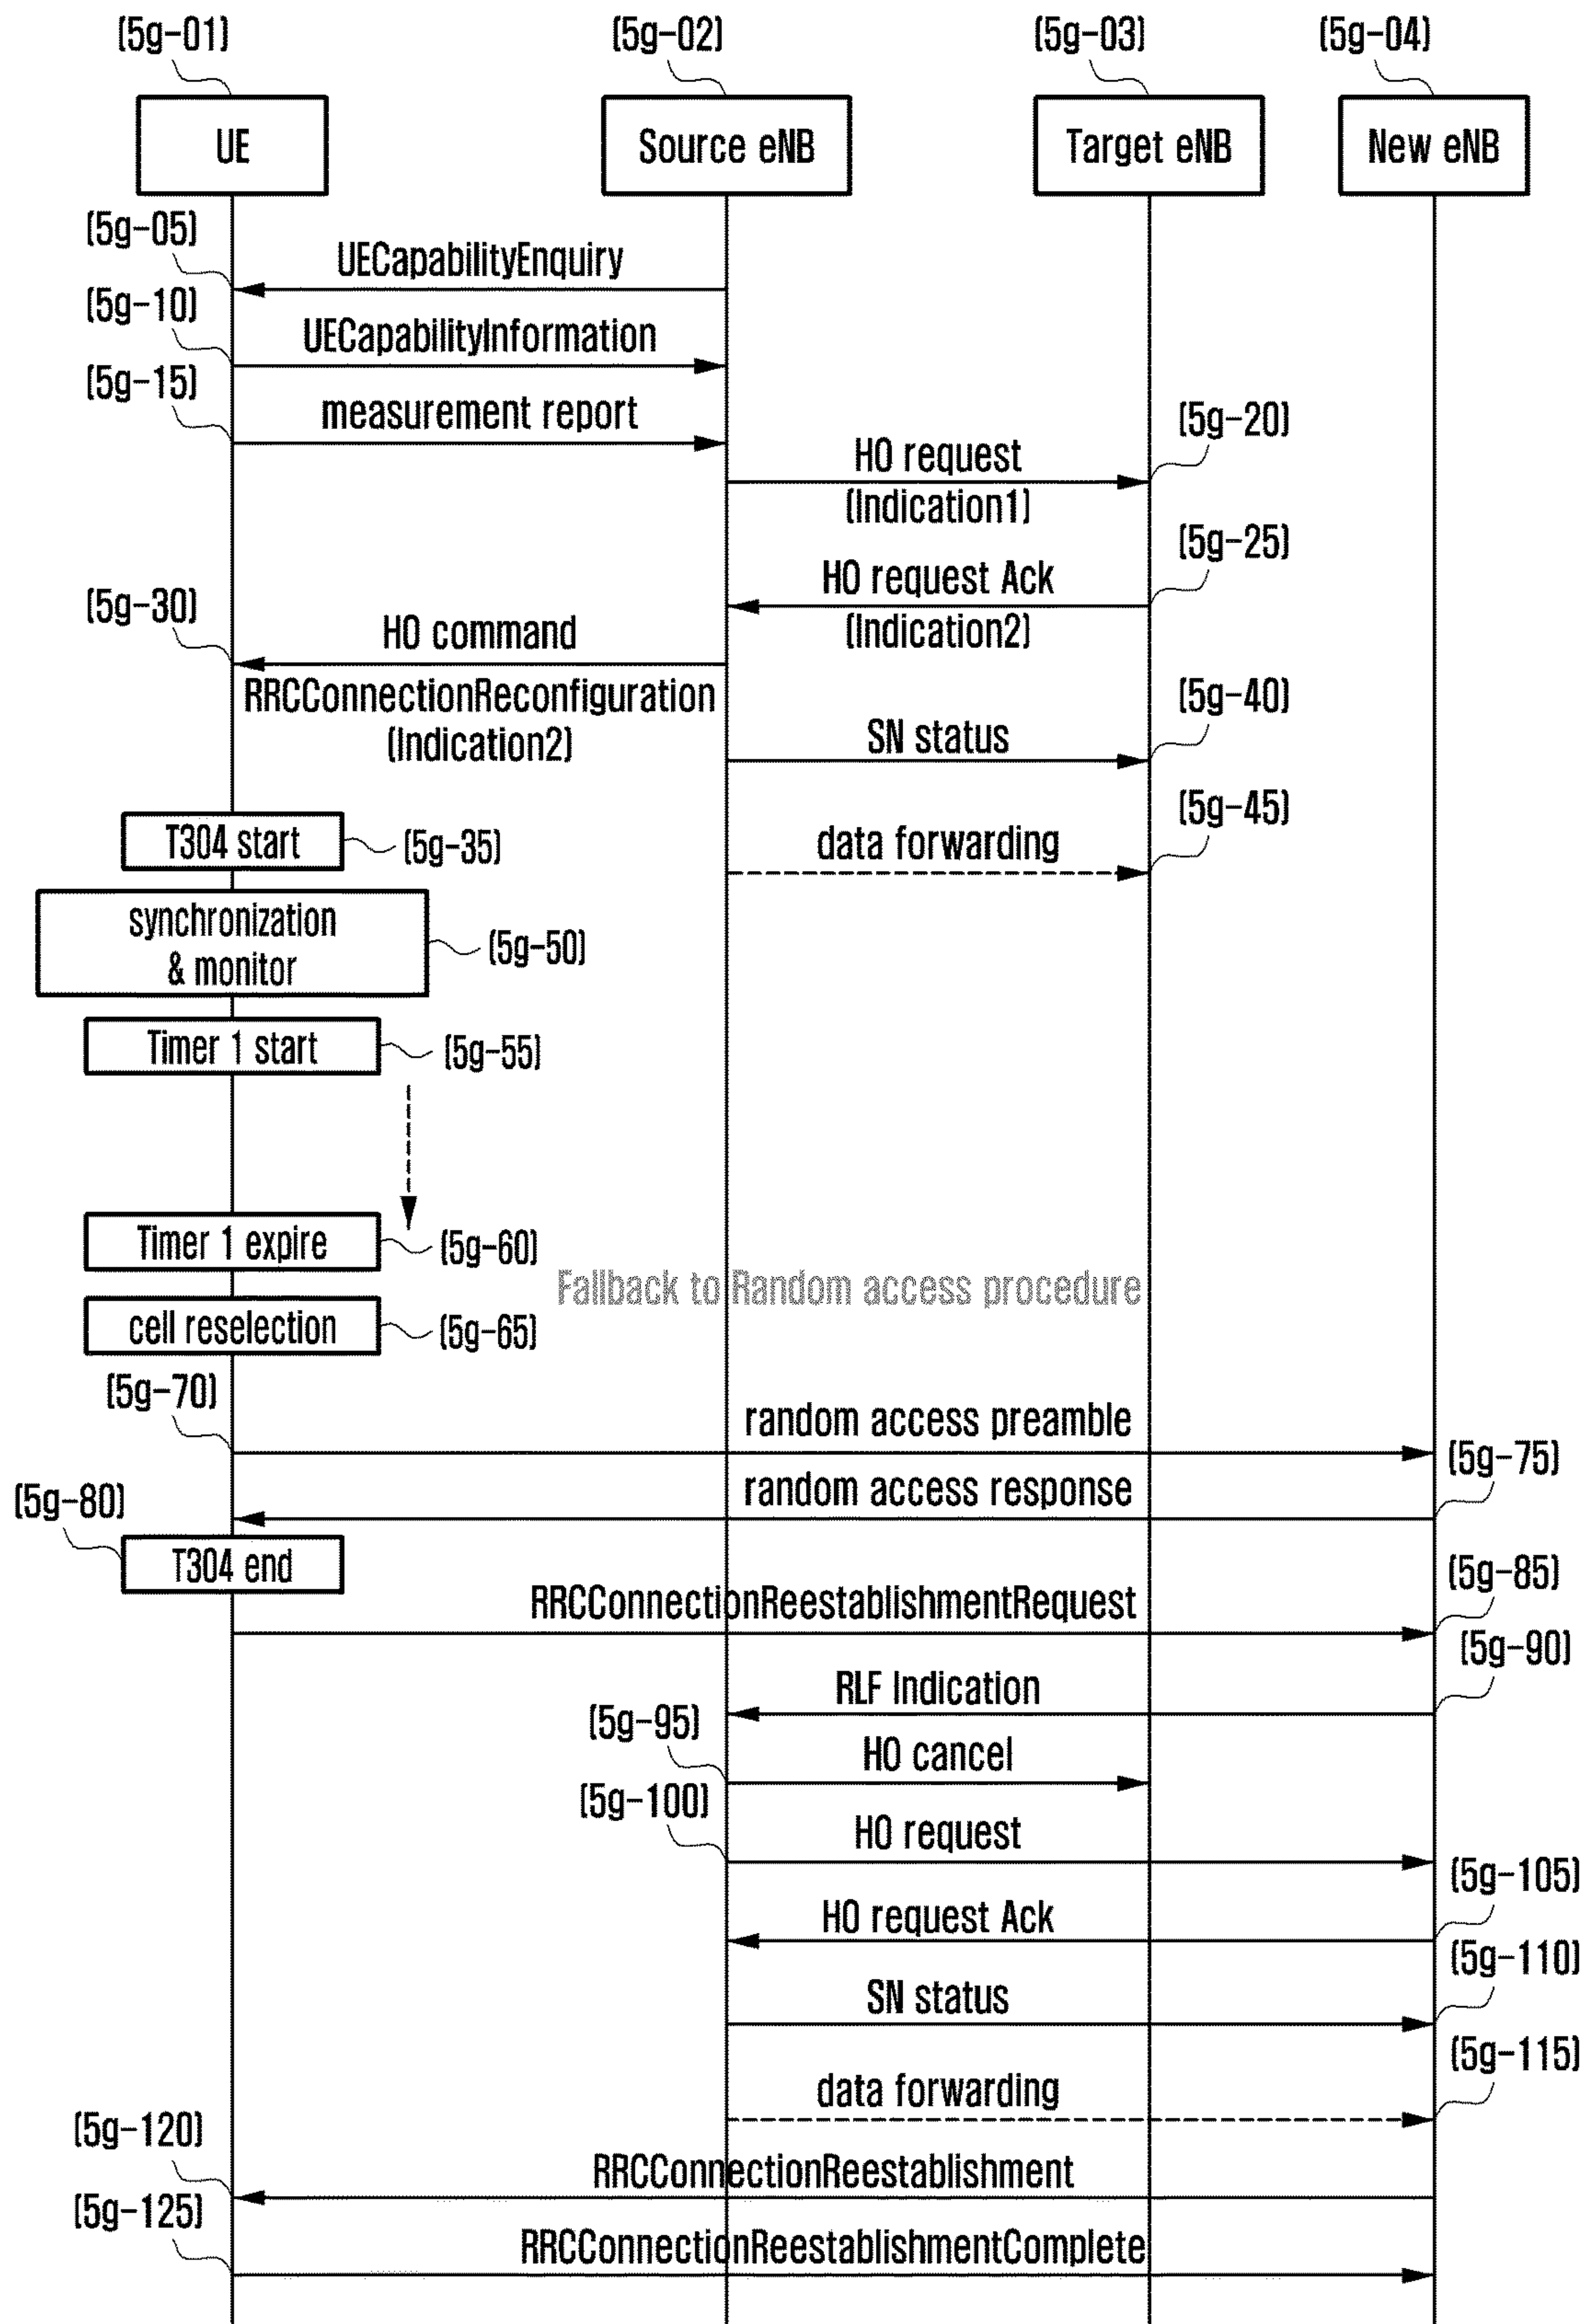 (5g-01)
(5g-02)
(5g-03)
(5g-04)
UE
Source eNB
Target eNB
New eNB
(5g-05)
UECapabilityEnquiry
(5g-10)
UECapabilityInformation
(5g-15)
measurement report
(5g-20)
HO request
(Indication1)
(5g-25)
HO request Ack
(Indication2)
(5g-30)
HO command
RRCConnectionReconfiguration
(Indication2)
(5g-40)
SN status
(5g-45)
data forwarding
T304 start
(5g-35)
synchronization
& monitor
(5g-50)
Timer 1 start
(5g-55)
Timer 1 expire
(5g-60)
Fallback to Random access procedure
cell reselection
(5g-65)
(5g-70)
random access preamble
(5g-75)
random access response
(5g-80)
T304 end
(5g-85)
RRCConnectionReestablishmentRequest
(5g-90)
RLF Indication
(5g-95)
HO cancel
(5g-100)
HO request
(5g-105)
HO request Ack
(5g-110)
SN status
(5g-115)
data forwarding
(5g-120)
RRCConnectionReestablishment
(5g-125)
RRCConnectionReestablishmentComplete